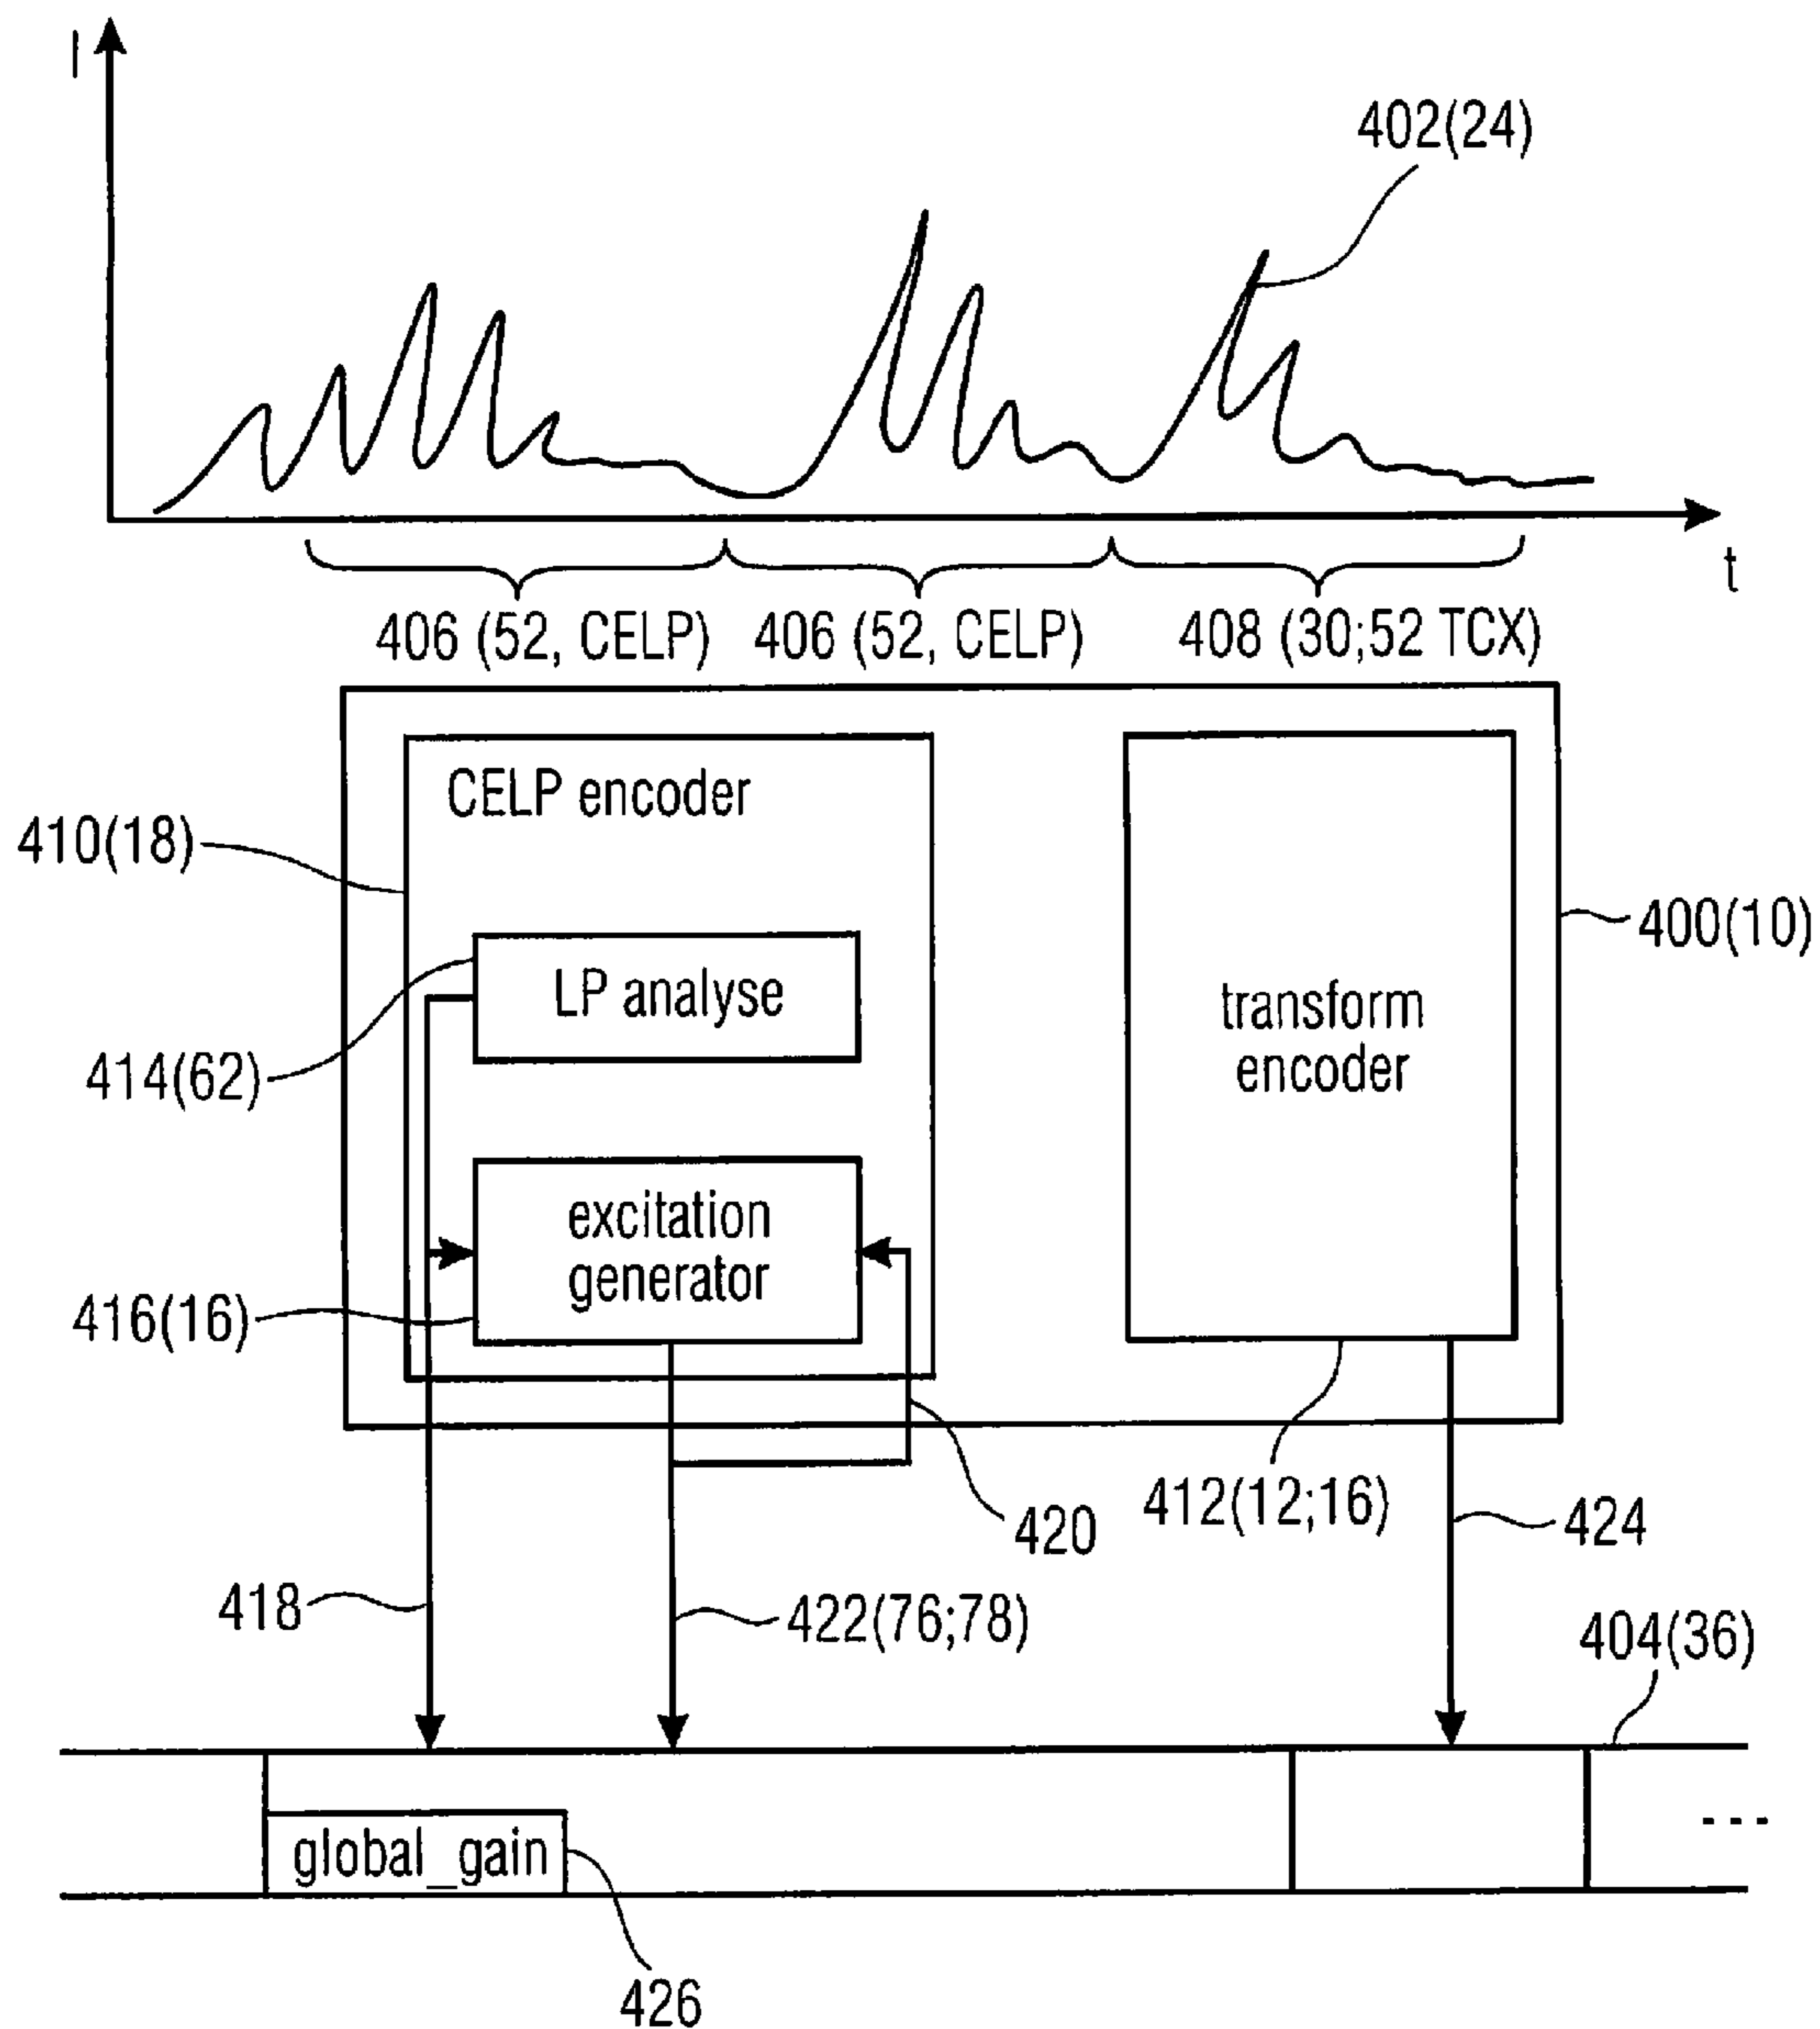 I
402(24)
t
406 (52, CELP) 406 (52, CELP) 408 (30;52 TCX)
CELP encoder
410(18)
400(10)
LP analyse
transform
encoder
414(62)
excitation
generator
416(16)
412(12;16)
420
424
418
422(76;78)
404(36)
global_gain
...
426